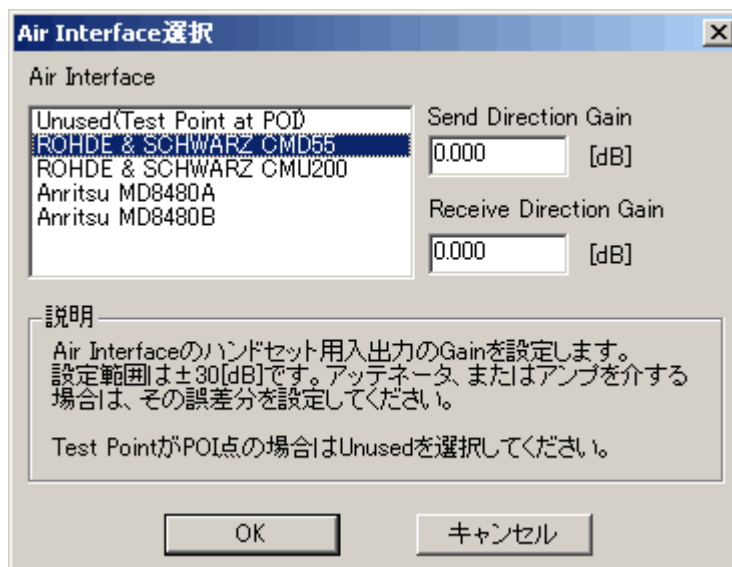 Air Interface選択
Air Interface
Unused(Test Point at POI)
ROHDE & SCHWARZ CMD55
ROHDE & SCHWARZ CMU200
Anritsu MD8480A
Anritsu MD8480B
Send Direction Gain
0.000 [dB]
Receive Direction Gain
0.000 [dB]
説明
Air Interfaceのハンドセット用入出力のGainを設定します。
設定範囲は±30[dB]です。アッテネータ、またはアンプを介する
場合は、その誤差分を設定してください。
Test PointがPOI点の場合はUnusedを選択してください。
OK キャンセル